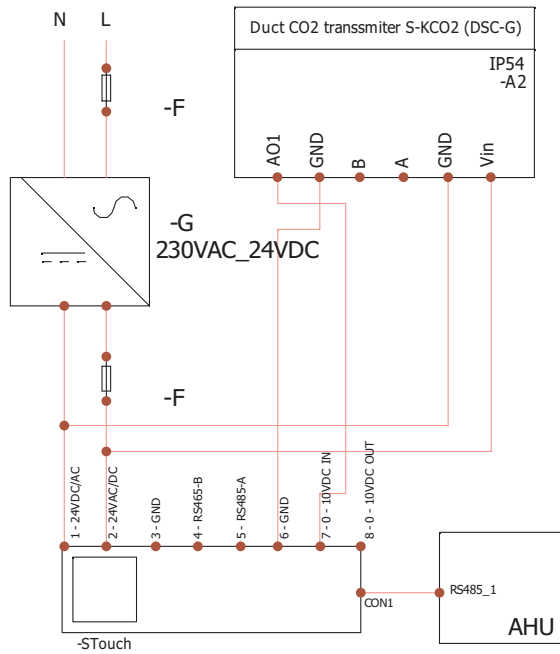 N L
Duct CO2 transsmiter S-KCO2 (DSC-G)
IP54
-A2
-F
AO1
GND
B
A
GND
Vin
-G
230VAC_24VDC
-F
1 - 24VDC/AC
2 - 24VAC/DC
3 - GND
4 - RS465-B
5 - RS485-A
6 - GND
7 - 0 - 10VDC IN
8 - 0 - 10VDC OUT
CON1
RS485_1
AHU
-STouch